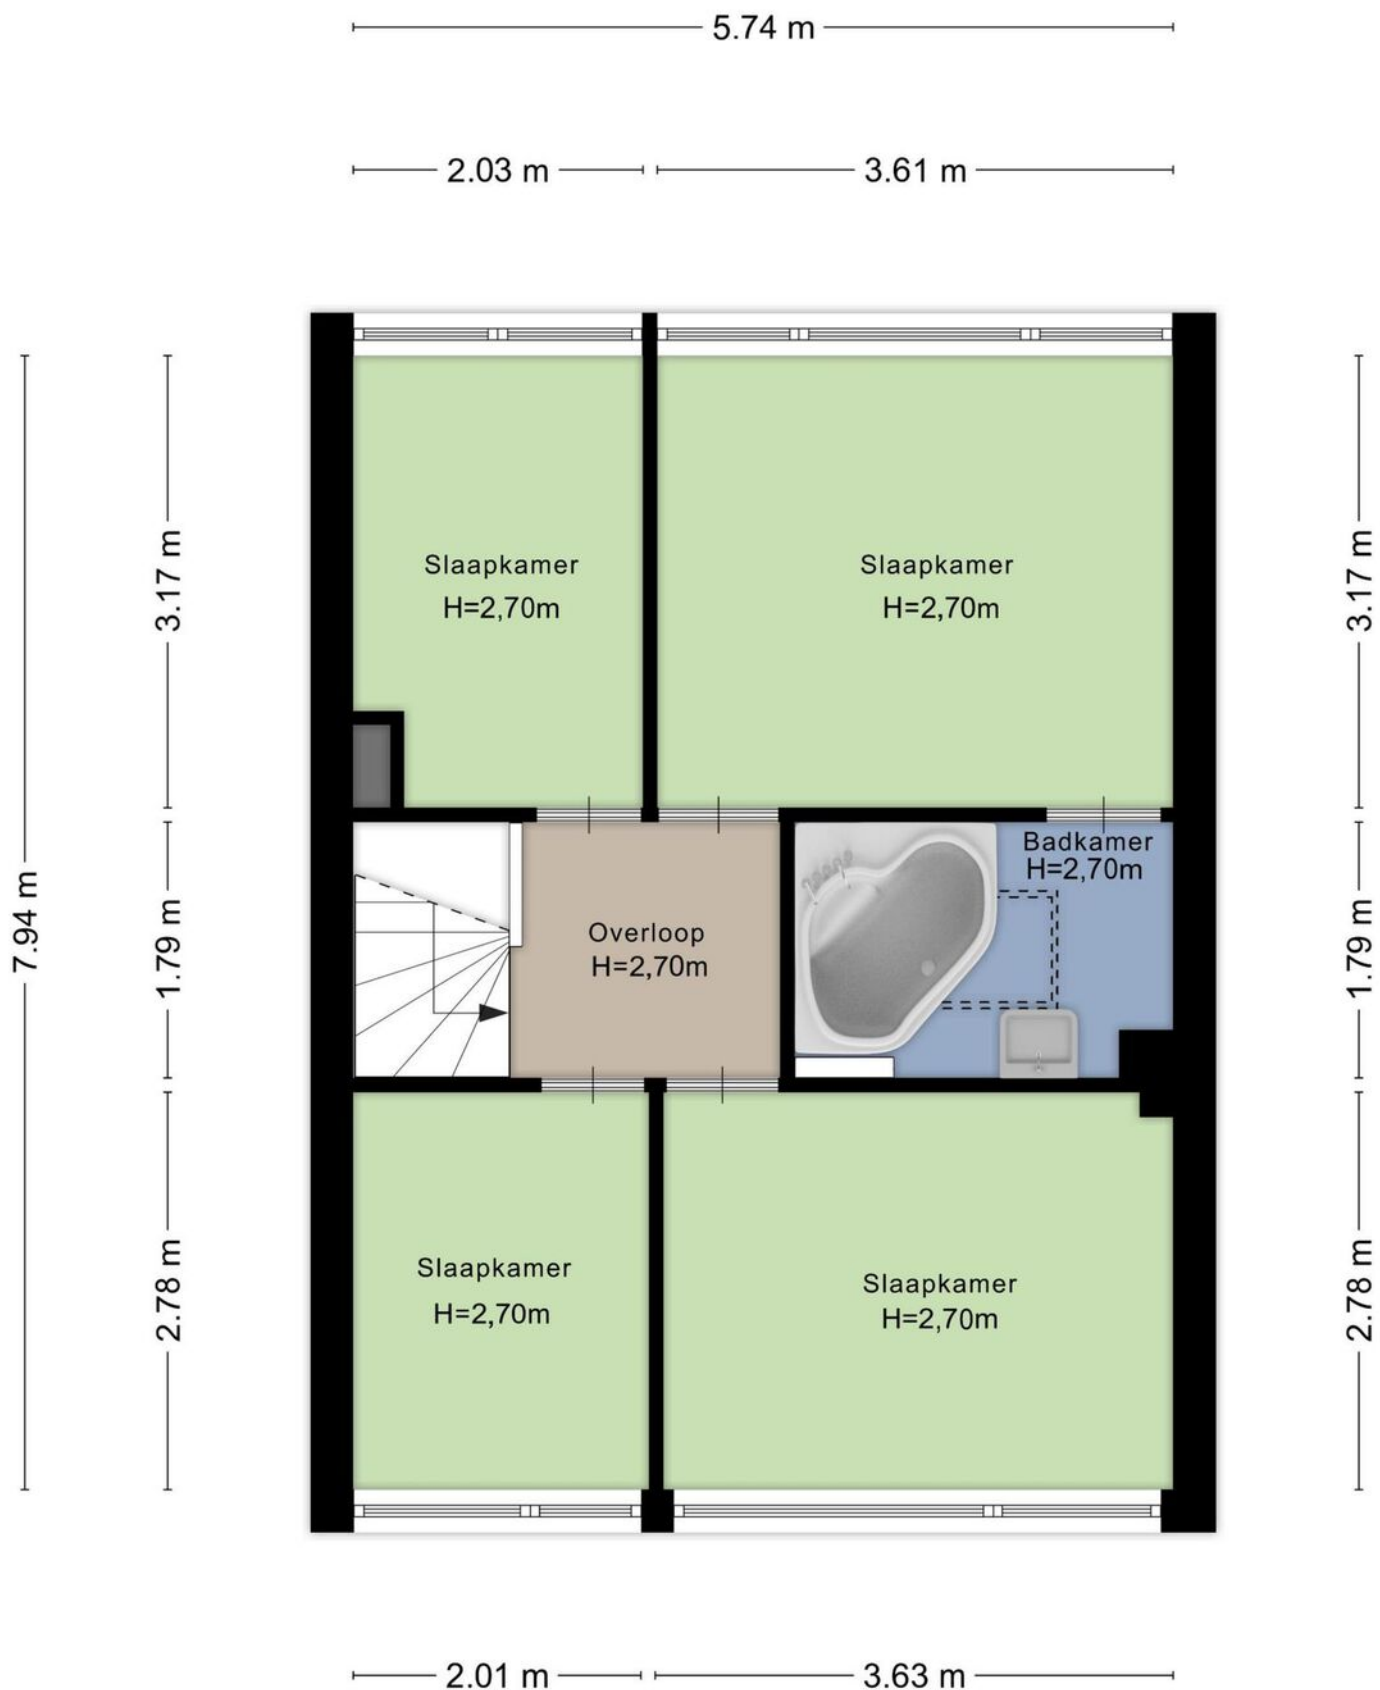 5.74 m
2.03 m
3.61 m
Slaapkamer
H=2,70m
Slaapkamer
H=2,70m
3.17 m
3.17 m
Badkamer
H=2,70m
Overloop
H=2,70m
7.94 m
1.79 m
1.79 m
Slaapkamer
H=2,70m
Slaapkamer
H=2,70m
2.78 m
2.78 m
2.01 m
3.63 m